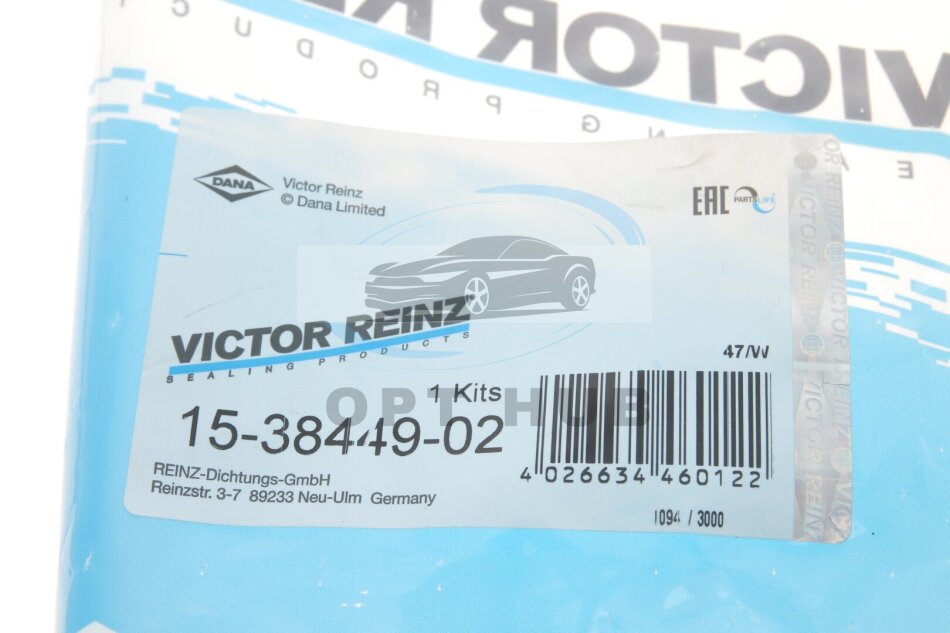 DANA
Victor Reinz
© Dana Limited
EAC
PARTSLIFE
VICTOR REINZ
SEALING PRODUCTS
47/W
1 Kits
15-38449-02
OPT HUB
4 026634 460122
REINZ-Dichtungs-GmbH
Reinzstr. 3-7 89233 Neu-Ulm Germany
1094 / 3000